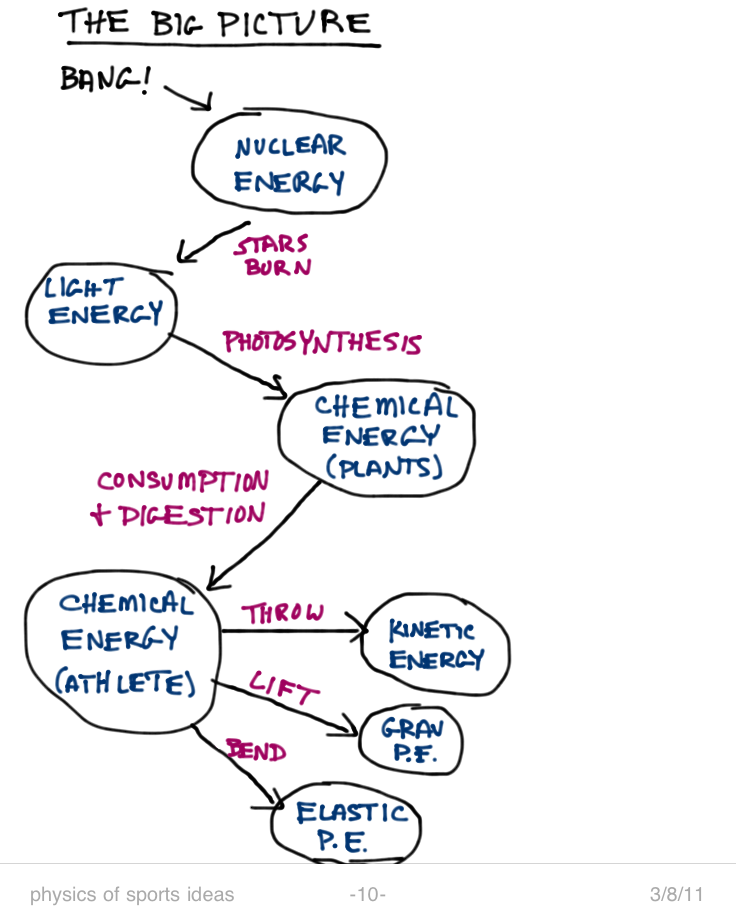 THE BIG PICTURE
BANG!
NUCLEAR
ENERGY
STARS
BURN
LIGHT
ENERGY
PHOTOSYNTHESIS
CHEMICAL
ENERGY
(PLANTS)
CONSUMPTION
+ DIGESTION
CHEMICAL
ENERGY
(ATHLETE)
THROW
KINETIC
ENERGY
LIFT
GRAV
P.E.
BEND
ELASTIC
P.E.
physics of sports ideas -10- 3/8/11